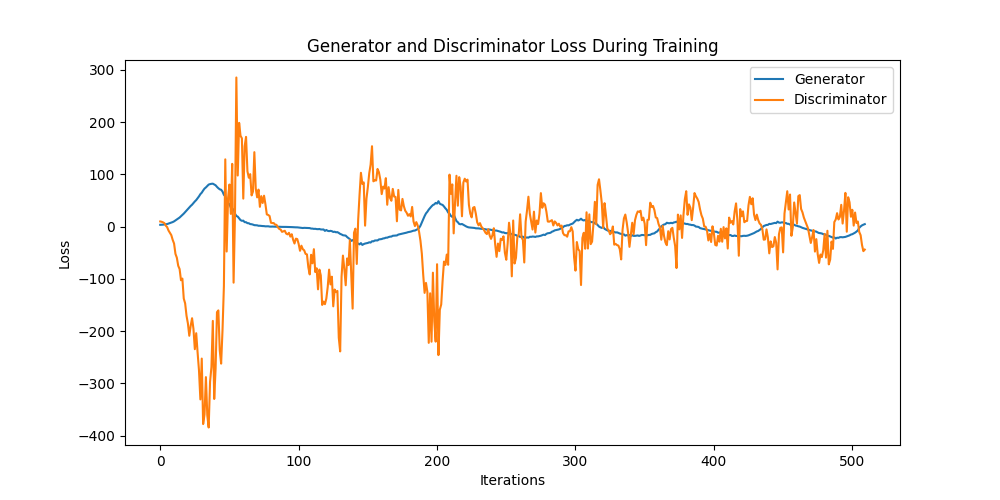 Generator and Discriminator Loss During Training
300
200
100
0
−100
−200
−300
−400
Loss
Generator
Discriminator
0 100 200 300 400 500
Iterations